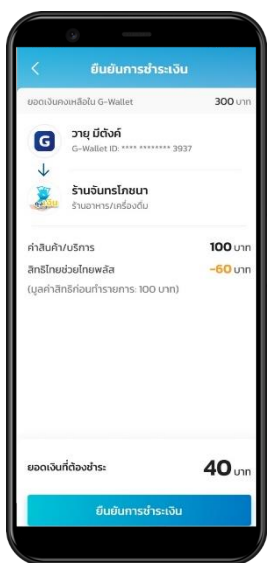 ยืนยันการชำระเงิน
ยอดเงินคงเหลือใน G-Wallet 300 บาท
วายุ มีตังค์
G-Wallet ID: **** ******** 3937
ร้านจันทรโภชนา
ร้านอาหาร/เครื่องดื่ม
ค่าสินค้า/บริการ 100 บาท
สิทธิไทยช่วยไทยพลัส -60 บาท
(มูลค่าสิทธิก่อนทำรายการ: 100 บาท)
ยอดเงินที่ต้องชำระ 40 บาท
ยืนยันการชำระเงิน